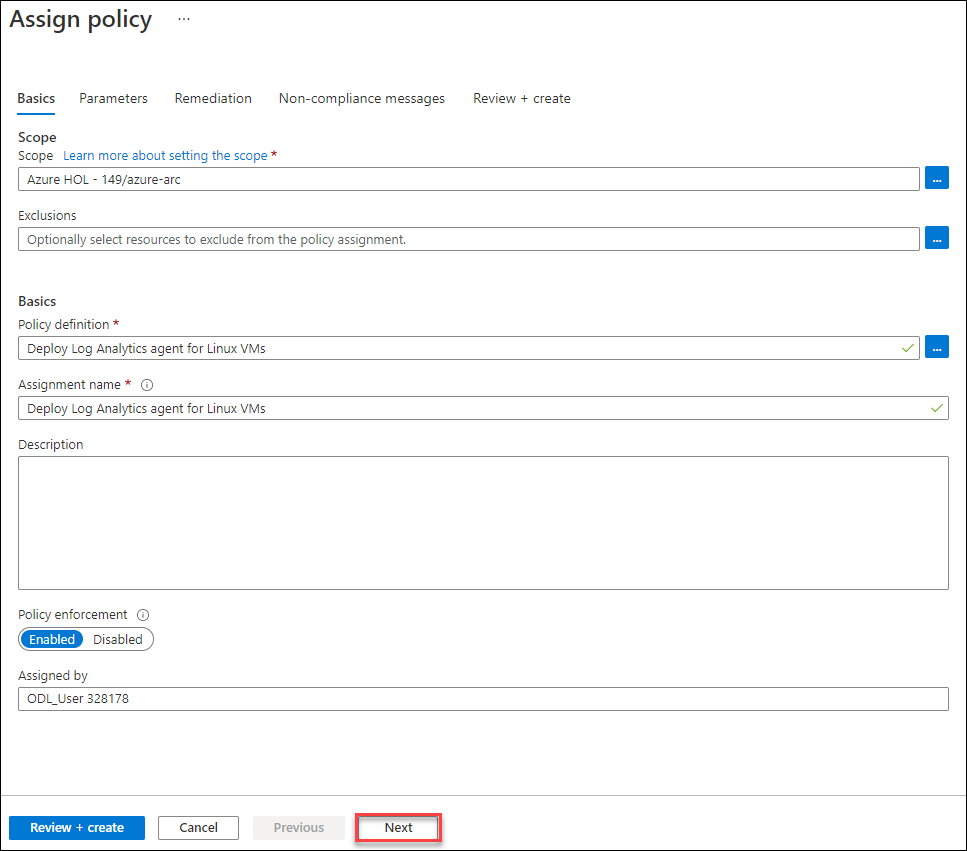 Assign policy ...
Basics Parameters Remediation Non-compliance messages Review + create
Scope
Scope Learn more about setting the scope *
Azure HOL - 149/azure-arc ...
Exclusions
Optionally select resources to exclude from the policy assignment. ...
Basics
Policy definition *
Deploy Log Analytics agent for Linux VMs ...
Assignment name * i
Deploy Log Analytics agent for Linux VMs
Description
Policy enforcement i
Enabled Disabled
Assigned by
ODL_User 328178
Review + create Cancel Previous Next